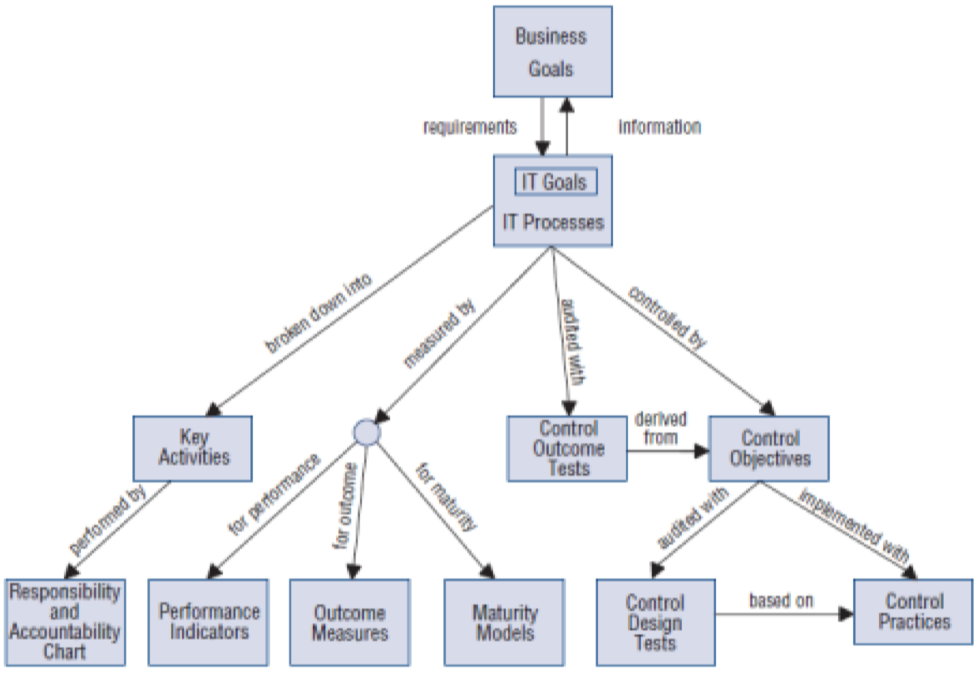 Business
Goals
requirements
information
IT Goals
IT Processes
broken down into
measured by
audited with
controlled by
Key
Activities
Control
Outcome
Tests
derived
from
Control
Objectives
performed by
for performance
for outcome
for maturity
audited with
implemented with
Responsibility
and
Accountability
Chart
Performance
Indicators
Outcome
Measures
Maturity
Models
Control
Design
Tests
based on
Control
Practices